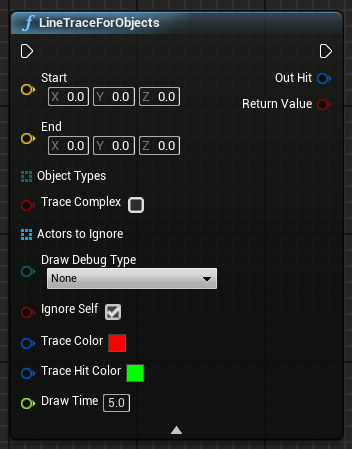 f LineTraceForObjects
Start
Out Hit
X 0.0 Y 0.0 Z 0.0
Return Value
End
X 0.0 Y 0.0 Z 0.0
Object Types
Trace Complex
Actors to Ignore
Draw Debug Type
None
Ignore Self
Trace Color
Trace Hit Color
Draw Time 5.0